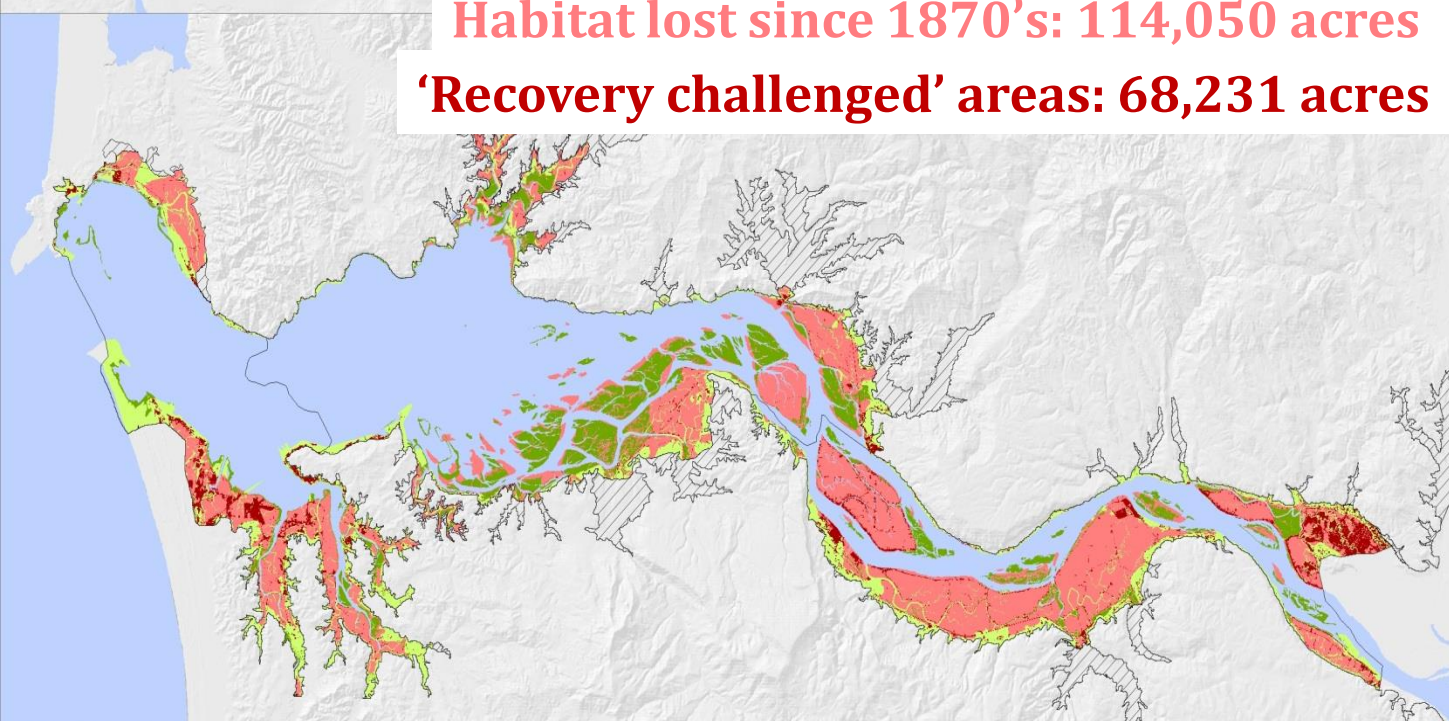 Habitat lost since 1870’s: 114,050 acres
‘Recovery challenged’ areas: 68,231 acres